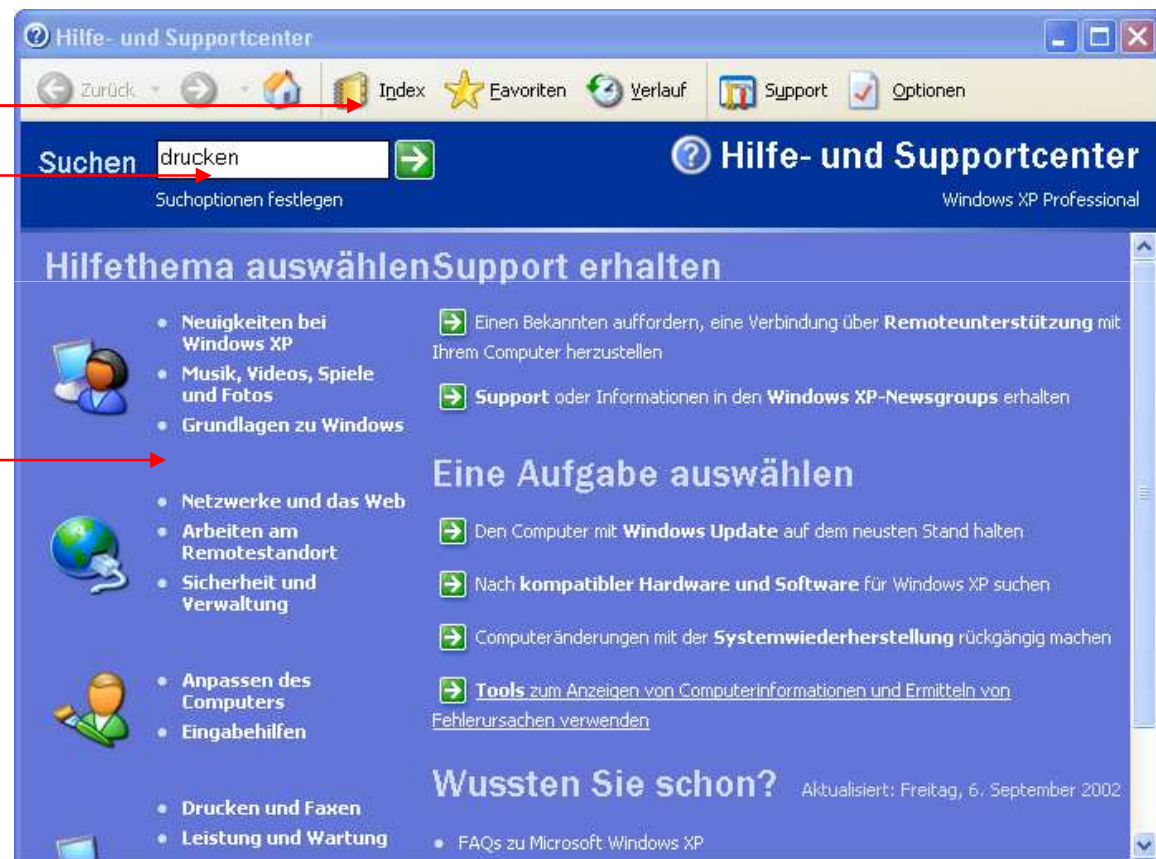 Hilfe- und Supportcenter
Zurück Index Favoriten Verlauf Support Optionen
Suchen drucken Hilfe- und Supportcenter
Suchoptionen festlegen Windows XP Professional
Hilfethema auswählen
Neuigkeiten bei
Windows XP
Musik, Videos, Spiele
und Fotos
Grundlagen zu Windows
Netzwerke und das Web
Arbeiten am
Remotestandort
Sicherheit und
Verwaltung
Anpassen des
Computers
Eingabehilfen
Drucken und Faxen
Leistung und Wartung
Support erhalten
Einen Bekannten auffordern, eine Verbindung über Remoteunterstützung mit
Ihrem Computer herzustellen
Support oder Informationen in den Windows XP-Newsgroups erhalten
Eine Aufgabe auswählen
Den Computer mit Windows Update auf dem neusten Stand halten
Nach kompatibler Hardware und Software für Windows XP suchen
Computeränderungen mit der Systemwiederherstellung rückgängig machen
Tools zum Anzeigen von Computerinformationen und Ermitteln von
Fehlerursachen verwenden
Wussten Sie schon? Aktualisiert: Freitag, 6. September 2002
FAQs zu Microsoft Windows XP